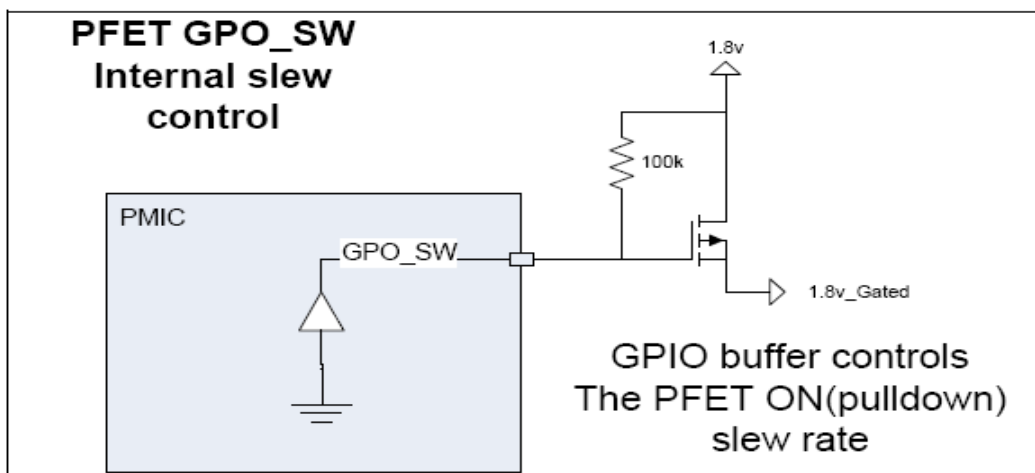 PFET GPO_SW
Internal slew
control
1.8v
100k
PMIC
GPO_SW
1.8v_Gated
GPIO buffer controls
The PFET ON(pulldown)
slew rate